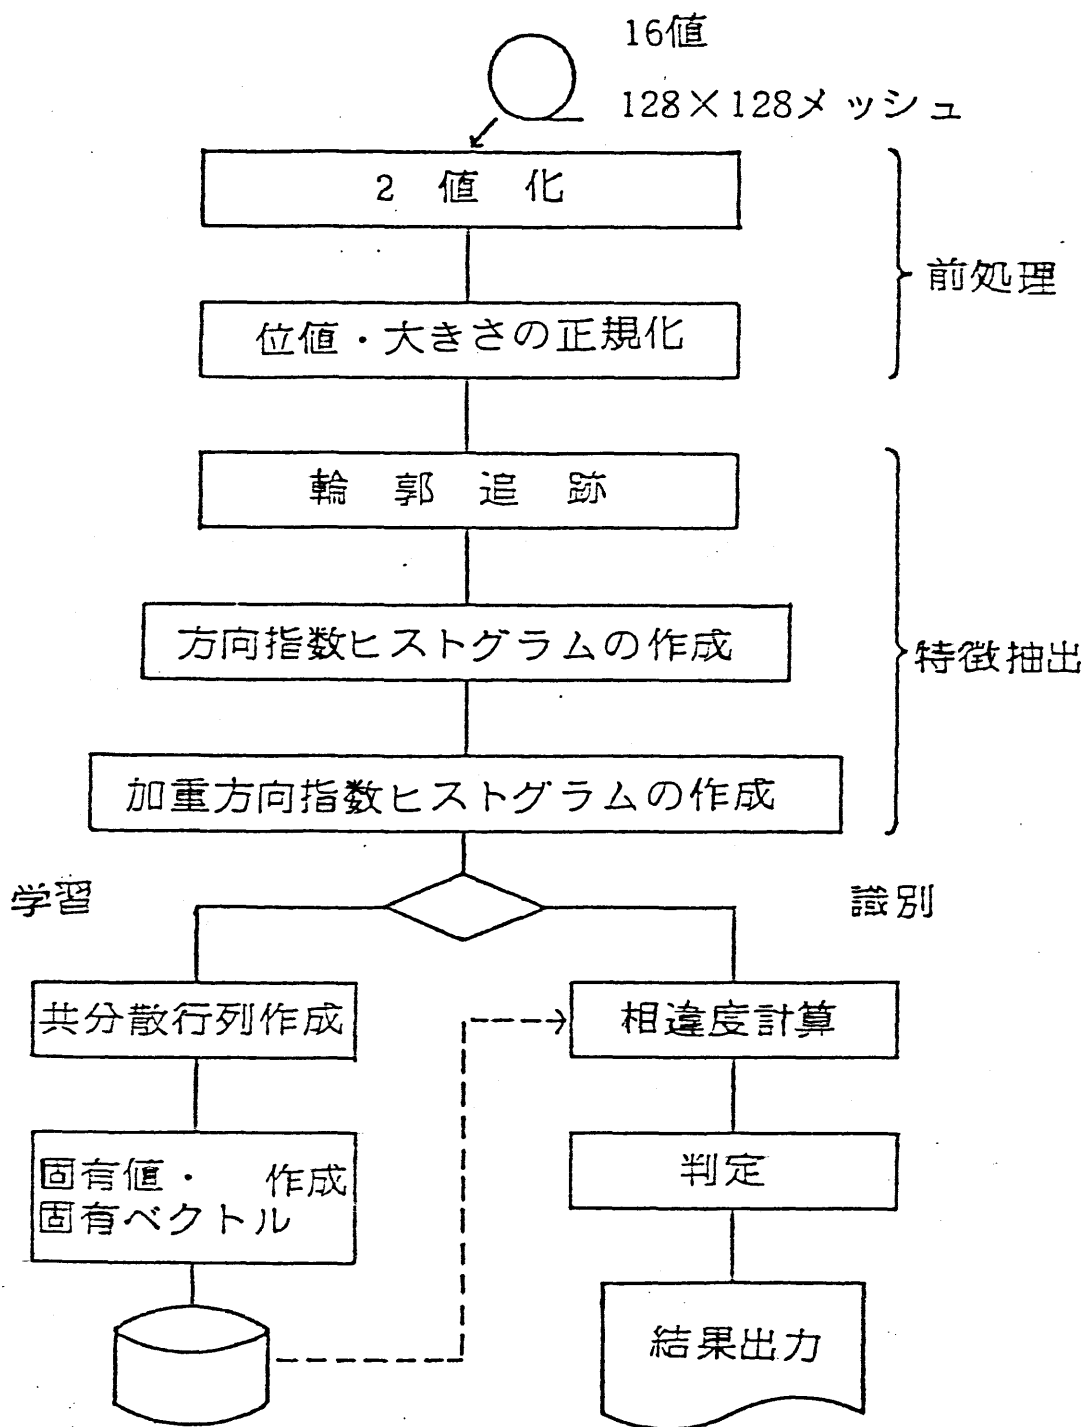 16値
128×128メッシュ
2 値 化
前処理
位値・大きさの正規化
輪 郭 追 跡
方向指数ヒストグラムの作成
特徴抽出
加重方向指数ヒストグラムの作成
学習
識別
共分散行列作成
相違度計算
固有値・ 作成
固有ベクトル
判定
結果出力